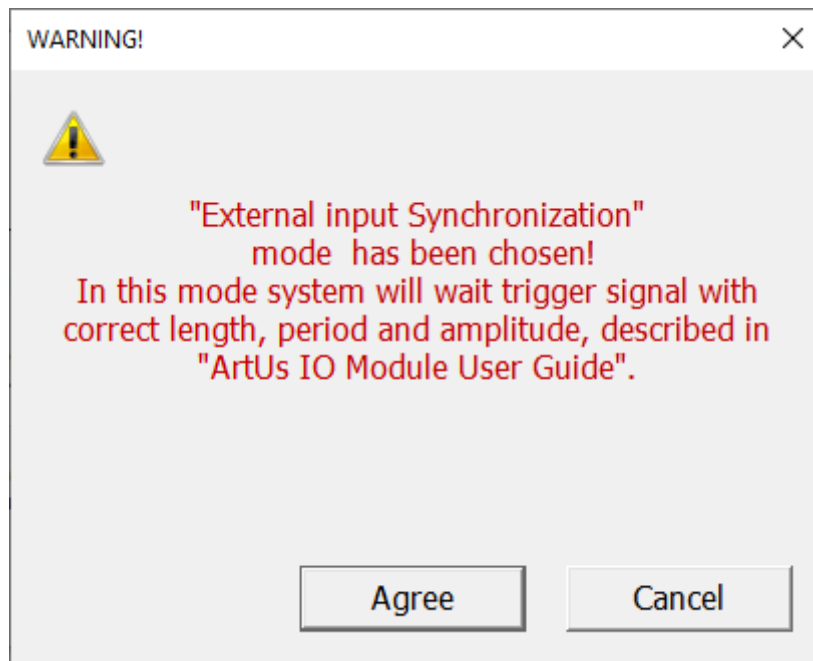 WARNING!
"External input Synchronization"
mode  has been chosen!
In this mode system will wait trigger signal with
correct length, period and amplitude, described in
"ArtUs IO Module User Guide".
Agree
Cancel